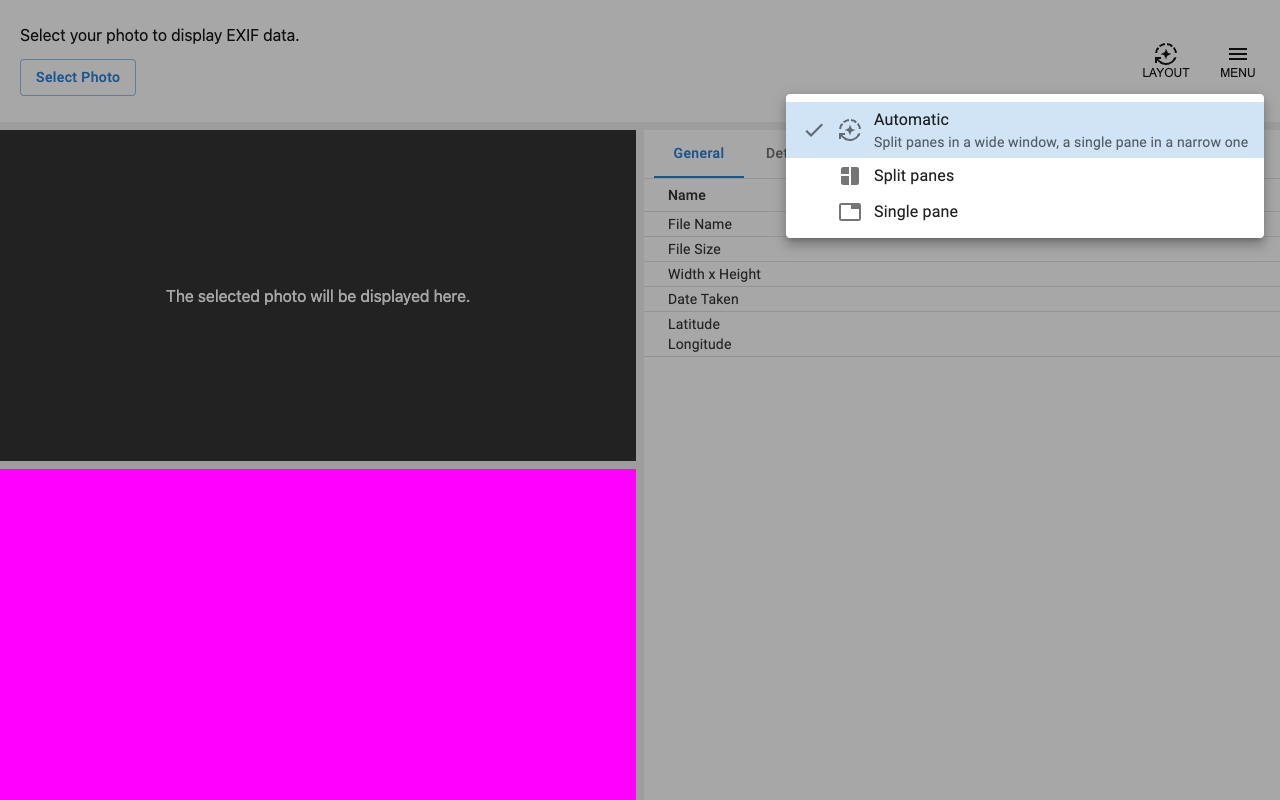 Select your photo to display EXIF data.
Select Photo
LAYOUT
MENU
Automatic
Split panes in a wide window, a single pane in a narrow one
Split panes
Single pane
The selected photo will be displayed here.
General
Name
File Name
File Size
Width x Height
Date Taken
Latitude
Longitude